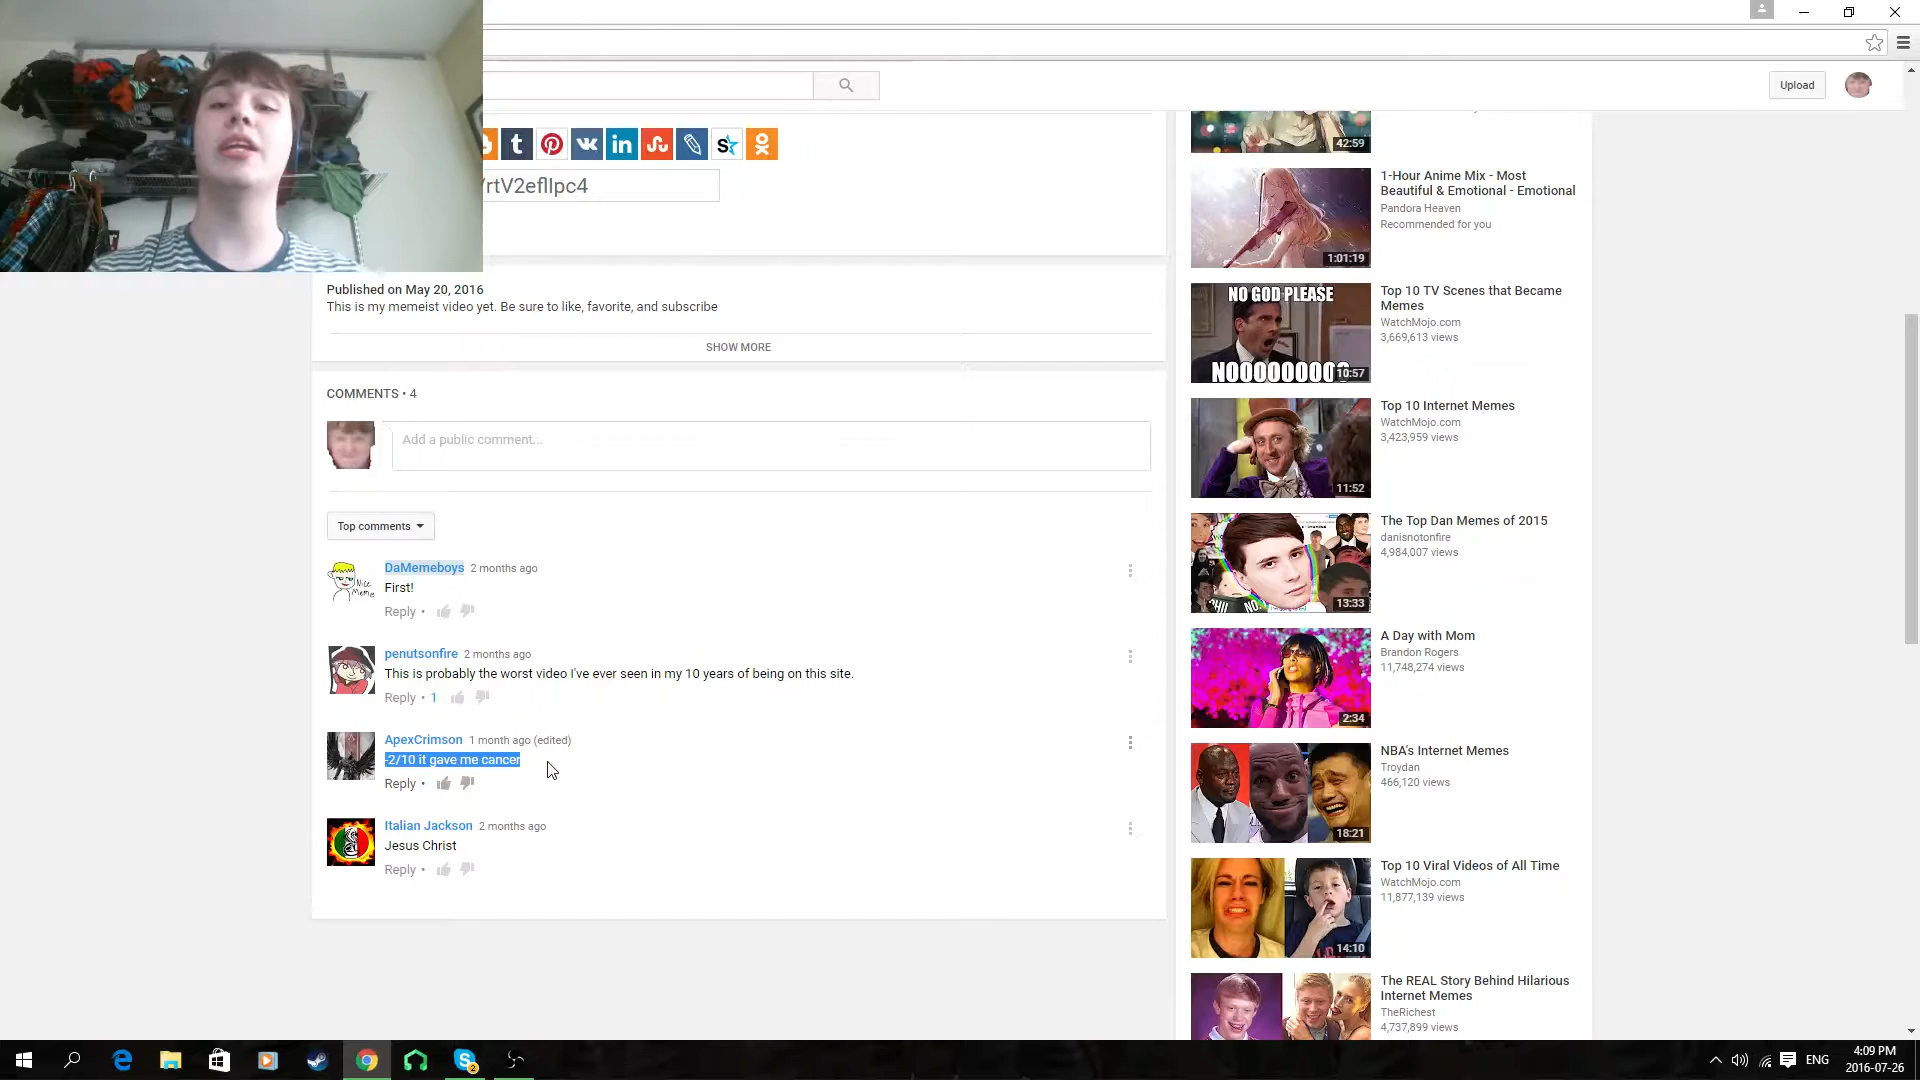 Upload
/rtV2efIIpc4
Published on May 20, 2016
This is my memeist video yet. Be sure to like, favorite, and subscribe
SHOW MORE
COMMENTS • 4
Add a public comment...
Top comments
Nice
Meme
DaMemeboys 2 months ago
First!
Reply •
penutsonfire 2 months ago
This is probably the worst video I've ever seen in my 10 years of being on this site.
Reply • 1
ApexCrimson 1 month ago (edited)
-2/10 it gave me cancer
Reply •
Italian Jackson 2 months ago
Jesus Christ
Reply •
42:59
1-Hour Anime Mix - Most
Beautiful & Emotional - Emotional
Pandora Heaven
Recommended for you
1:01:19
NO GOD PLEASE
10:57
Top 10 TV Scenes that Became
Memes
WatchMojo.com
3,669,613 views
11:52
Top 10 Internet Memes
WatchMojo.com
3,423,959 views
13:33
The Top Dan Memes of 2015
danisnotonfire
4,984,007 views
2:34
A Day with Mom
Brandon Rogers
11,748,274 views
18:21
NBA's Internet Memes
Troydan
466,120 views
14:10
Top 10 Viral Videos of All Time
WatchMojo.com
11,877,139 views
The REAL Story Behind Hilarious
Internet Memes
TheRichest
4,737,899 views
2
ENG
4:09 PM
2016-07-26